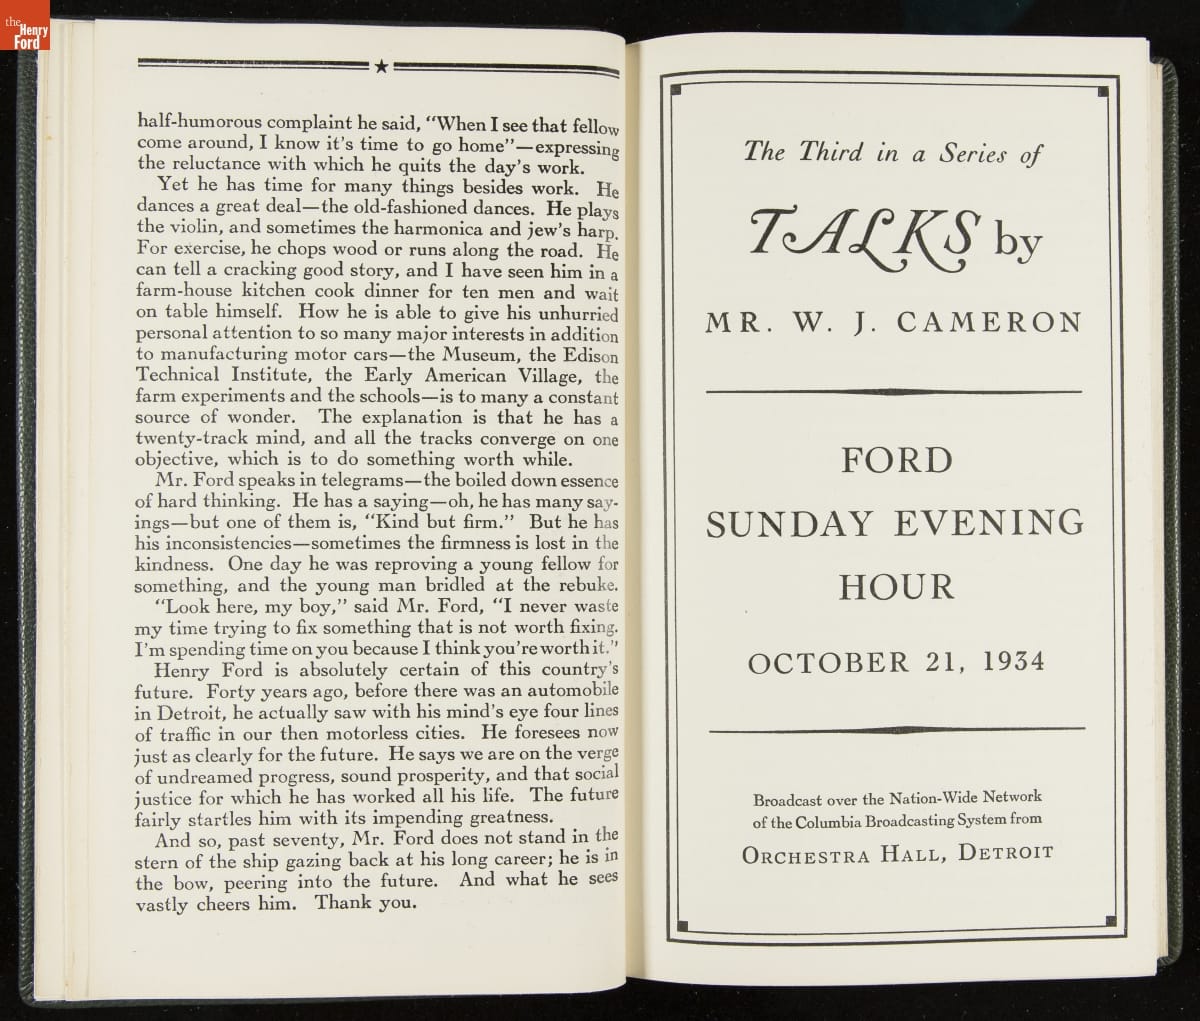 the
Henry
Ford
half-humorous complaint he said, "When I see that fellow
come around, I know it's time to go home"—expressing
the reluctance with which he quits the day's work.
Yet he has time for many things besides work. He
dances a great deal—the old-fashioned dances. He plays
the violin, and sometimes the harmonica and jew's harp.
For exercise, he chops wood or runs along the road. He
can tell a cracking good story, and I have seen him in a
farm-house kitchen cook dinner for ten men and wait
on table himself. How he is able to give his unhurried
personal attention to so many major interests in addition
to manufacturing motor cars—the Museum, the Edison
Technical Institute, the Early American Village, the
farm experiments and the schools—is to many a constant
source of wonder. The explanation is that he has a
twenty-track mind, and all the tracks converge on one
objective, which is to do something worth while.
Mr. Ford speaks in telegrams—the boiled down essence
of hard thinking. He has a saying—oh, he has many say-
ings—but one of them is, "Kind but firm." But he has
his inconsistencies—sometimes the firmness is lost in the
kindness. One day he was reproving a young fellow for
something, and the young man bridled at the rebuke.
"Look here, my boy," said Mr. Ford, "I never waste
my time trying to fix something that is not worth fixing.
I'm spending time on you because I think you're worth it."
Henry Ford is absolutely certain of this country's
future. Forty years ago, before there was an automobile
in Detroit, he actually saw with his mind's eye four lines
of traffic in our then motorless cities. He foresees now
just as clearly for the future. He says we are on the verge
of undreamed progress, sound prosperity, and that social
justice for which he has worked all his life. The future
fairly startles him with its impending greatness.
And so, past seventy, Mr. Ford does not stand in the
stern of the ship gazing back at his long career; he is in
the bow, peering into the future. And what he sees
vastly cheers him. Thank you.
The Third in a Series of
TALKS by
MR. W. J. CAMERON
FORD
SUNDAY EVENING
HOUR
OCTOBER 21, 1934
Broadcast over the Nation-Wide Network
of the Columbia Broadcasting System from
ORCHESTRA HALL, DETROIT